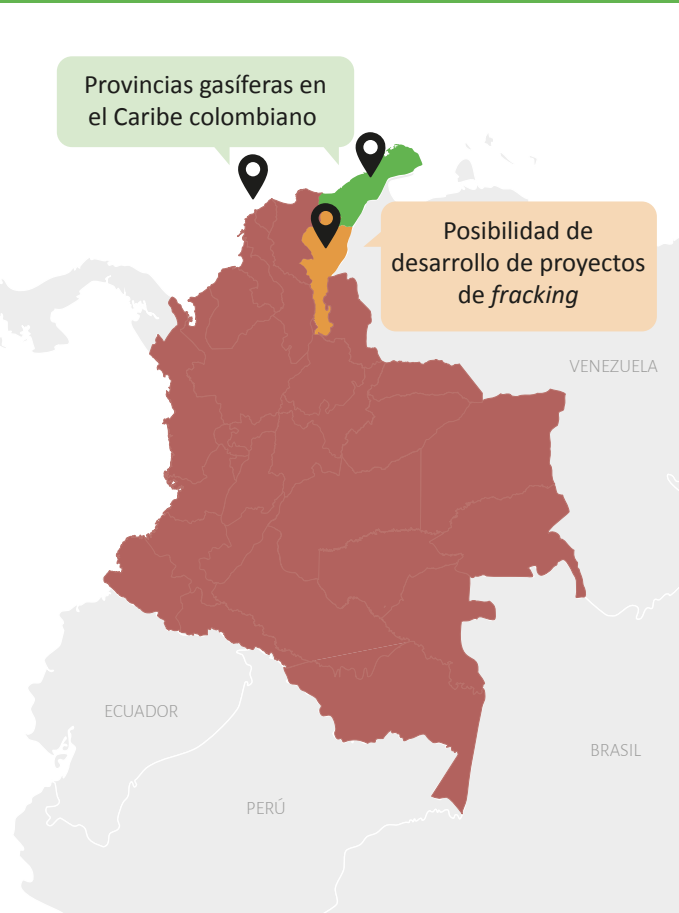 Provincias gasíferas en
el Caribe colombiano
Posibilidad de
desarrollo de proyectos
de fracking
VENEZUELA
ECUADOR
BRASIL
PERÚ